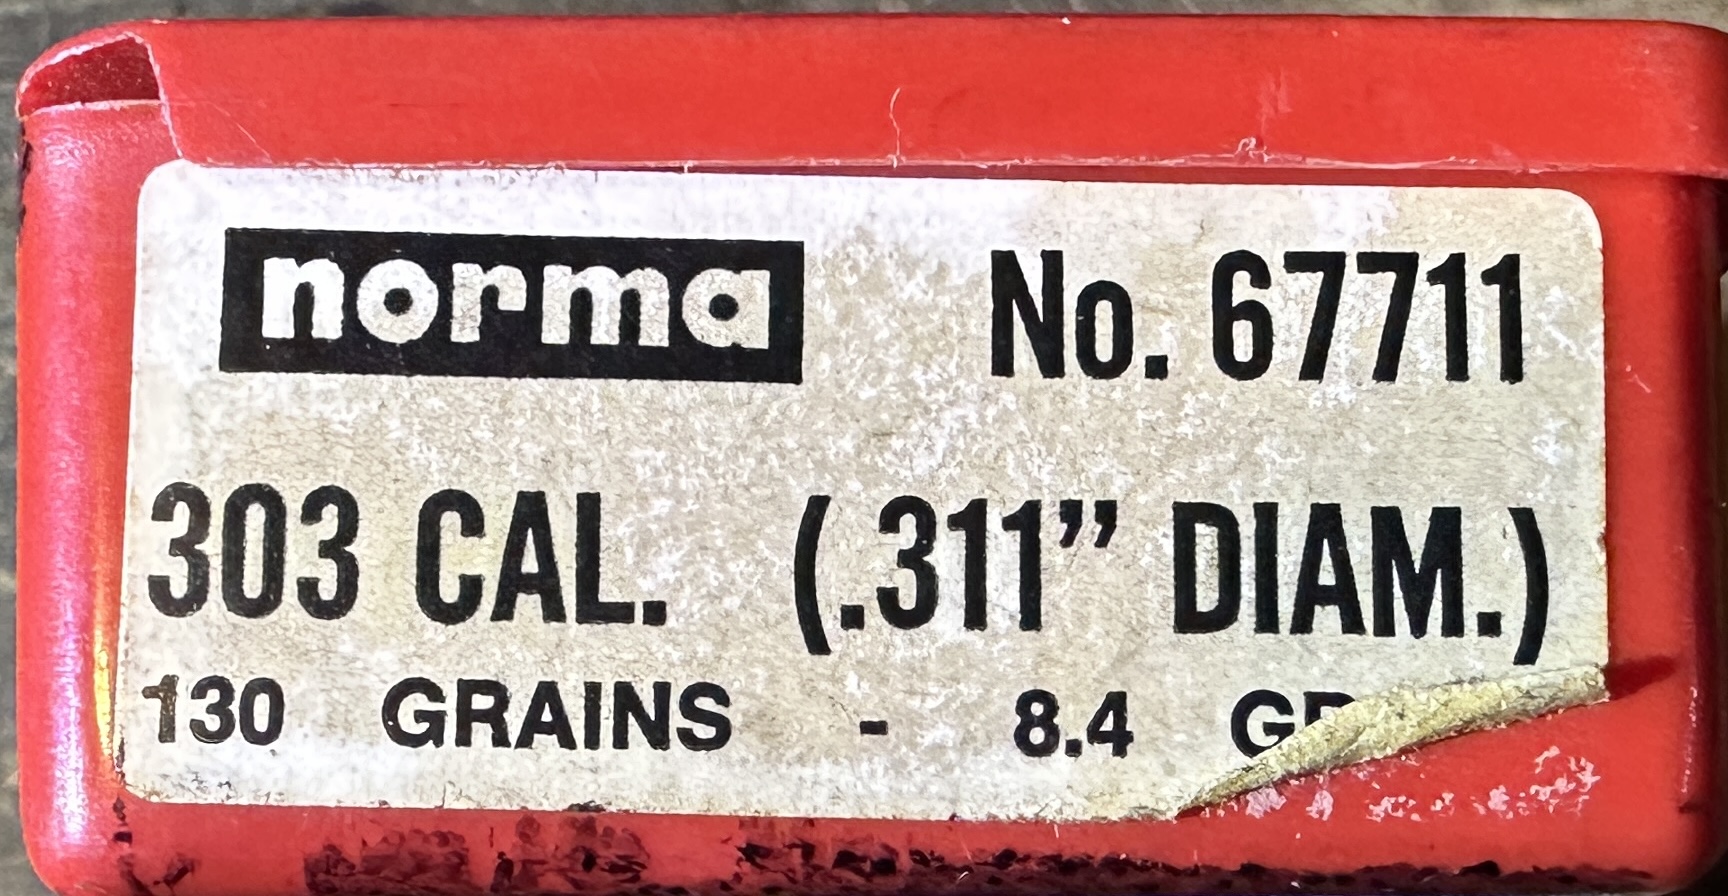 norma No. 67711
303 CAL. (.311” DIAM.)
130 GRAINS - 8.4